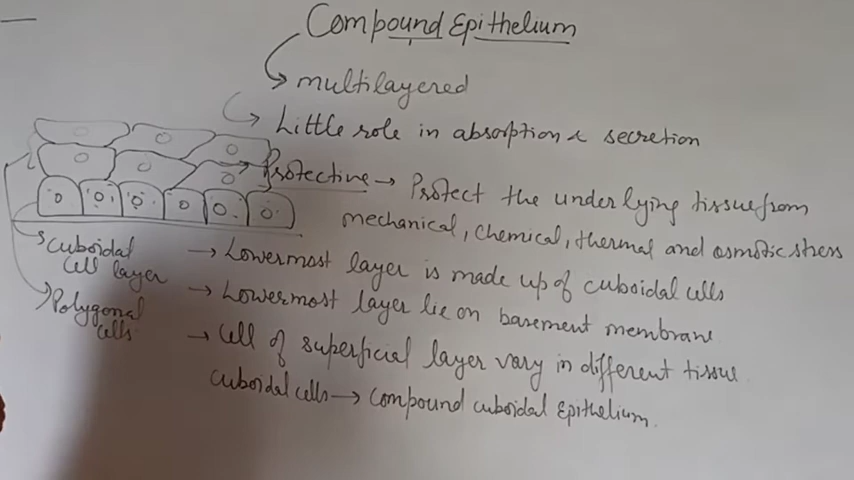 Compound Epithelium
→ multilayered
→ Little role in absorption & secretion
Protective → Protect the underlying tissue from
mechanical, chemical, thermal and osmotic stress
cuboidal
cell layer
Polygonal
cells
→ Lowermost layer is made up of cuboidal cells
→ Lowermost layer lie on basement membrane
→ Cell of superficial layer vary in different tissue
cuboidal cells → compound cuboidal Epithelium.